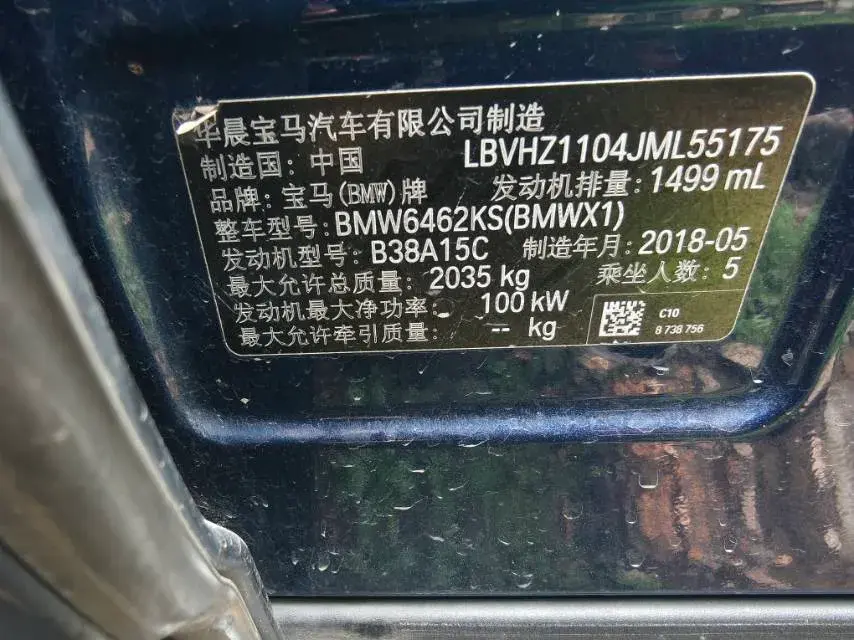 华晨宝马汽车有限公司制造
制造国: 中国 LBVHZ1104JML55175
品牌: 宝马(BMW)牌 发动机排量: 1499 mL
整车型号: BMW6462KS(BMWX1)
发动机型号: B38A15C 制造年月: 2018-05
最大允许总质量: 2035 kg 乘坐人数: 5
发动机最大净功率: 100 kW
最大允许牵引质量: -- kg
C10
8 738 756